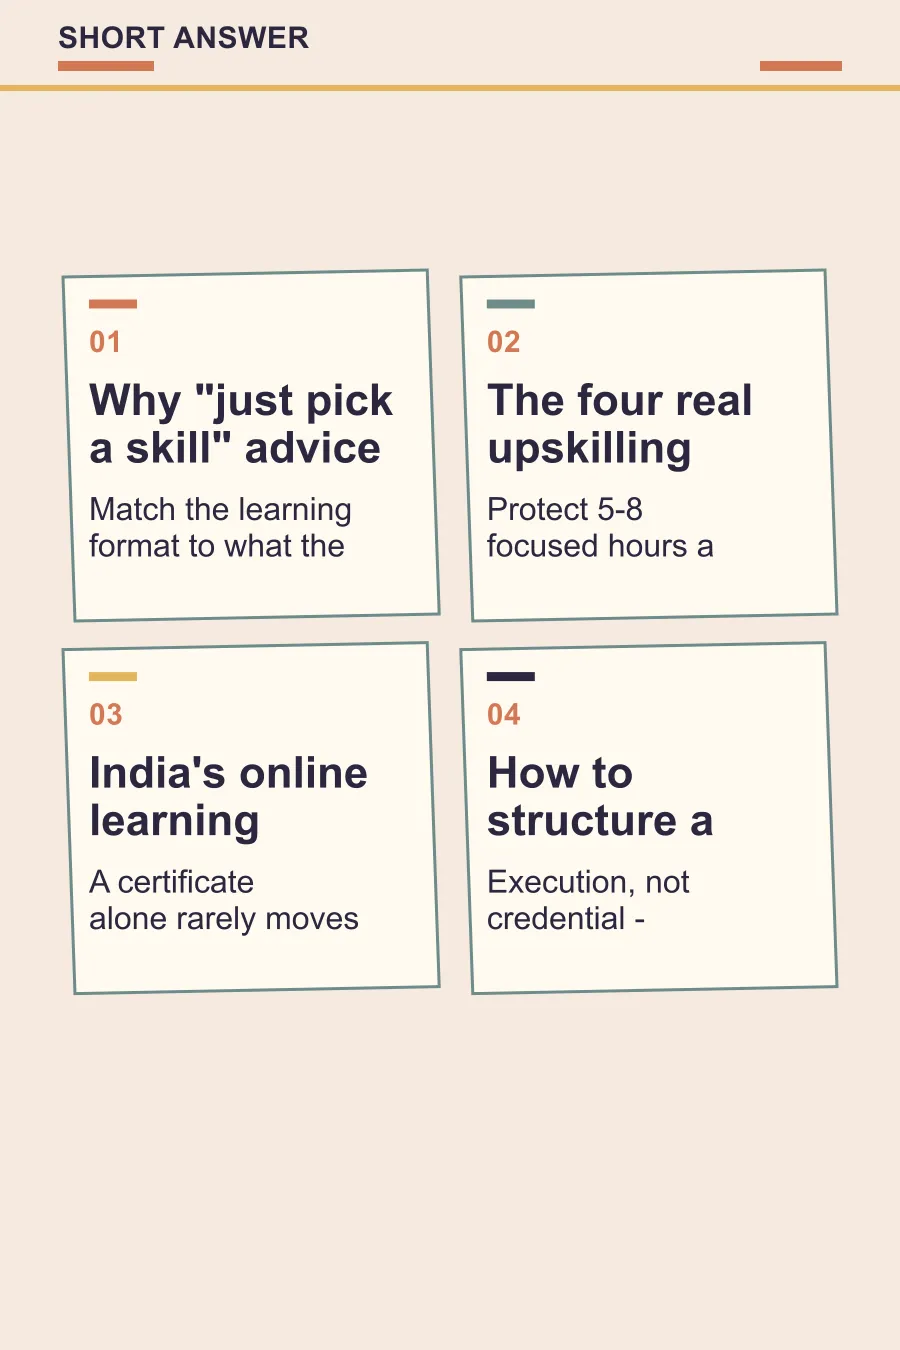 SHORT ANSWER
01
Why "just pick
a skill" advice
Match the learning
format to what the
02
The four real
upskilling
Protect 5-8
focused hours a
03
India's online
learning
A certificate
alone rarely moves
04
How to
structure a
Execution, not
credential -